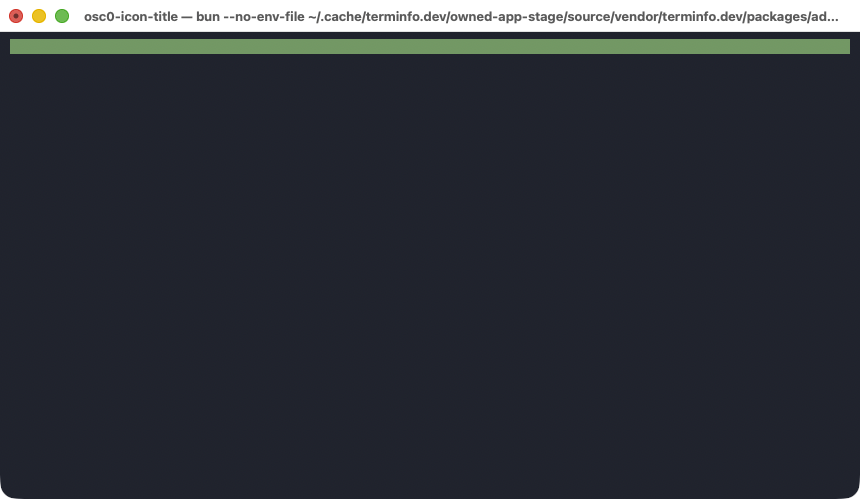 osc0-icon-title — bun --no-env-file ~/.cache/terminfo.dev/owned-app-stage/source/vendor/terminfo.dev/packages/ad...